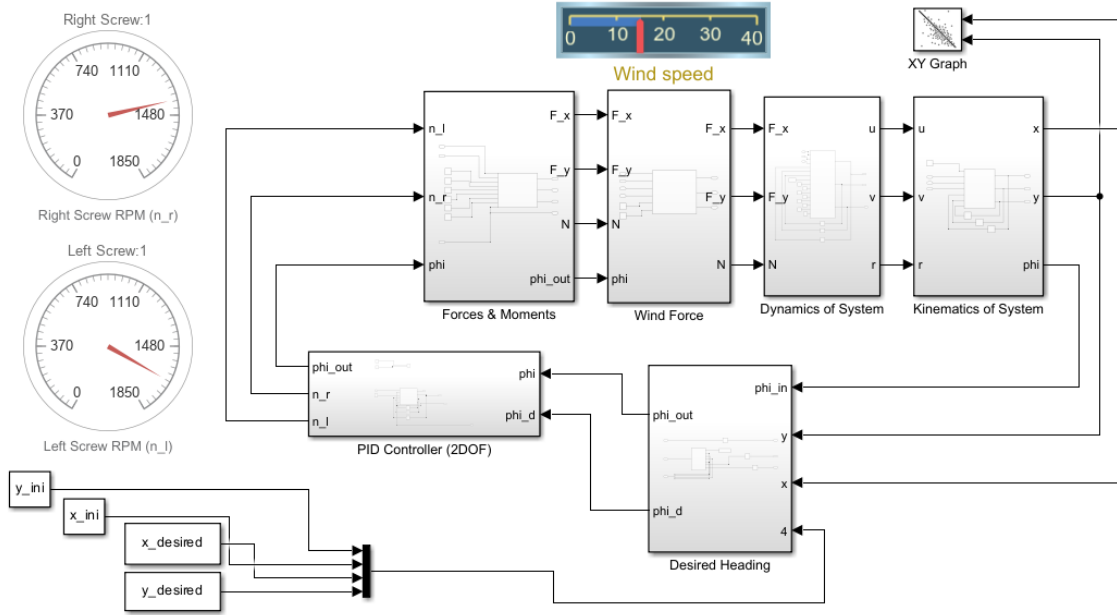 Right Screw:1
0
370
740
1110
1480
1850
Right Screw RPM (n_r)
Left Screw:1
0
370
740
1110
1480
1850
Left Screw RPM (n_l)
0 10 20 30 40
Wind speed
XY Graph
n_l
n_r
phi
F_x
F_y
N
phi_out
Forces & Moments
F_x
F_y
N
phi
F_x
F_y
N
Wind Force
F_x
F_y
N
u
v
r
Dynamics of System
u
v
r
x
y
phi
Kinematics of System
phi_out
n_r
n_l
phi
phi_d
PID Controller (2DOF)
phi_out
phi_d
phi_in
y
x
4
Desired Heading
y_ini
x_ini
x_desired
y_desired